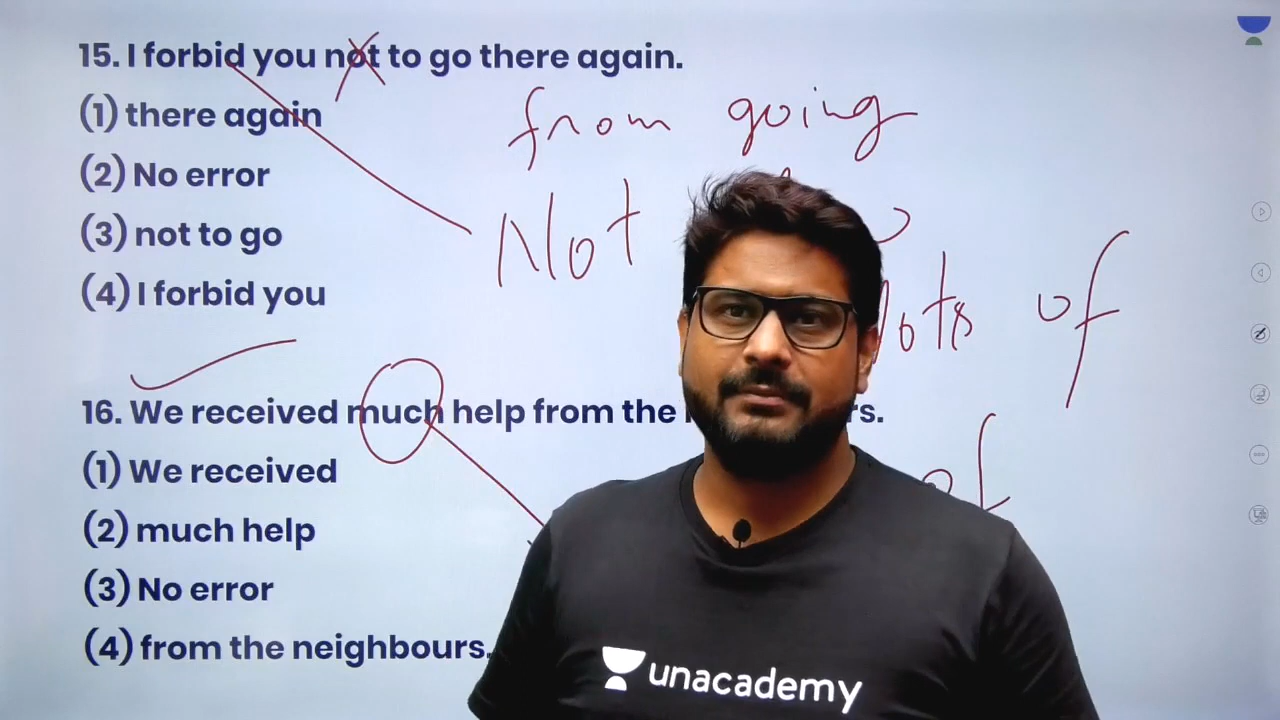 15. I forbid you not to go there again.
(1) there again
(2) No error
(3) not to go
(4) I forbid you
from going
Not
lots of
16. We received much help from the
(1) We received
(2) much help
(3) No error
(4) from the neighbours.
of
unacademy